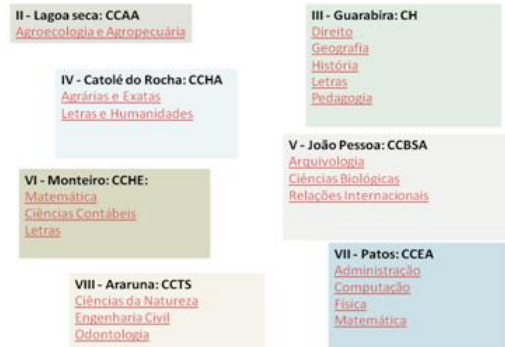 II - Lagoa seca: CCAA
Agroecologia e Agropecuária
III - Guarabira: CH
Direito
Geografia
História
Letras
Pedagogia
IV - Catolé do Rocha: CCHA
Agrárias e Exatas
Letras e Humanidades
V - João Pessoa: CCBSA
Arquivologia
Ciências Biológicas
Relações Internacionais
VI - Monteiro: CCHE:
Matemática
Ciências Contábeis
Letras
VII - Patos: CCEA
Administração
Computação
Física
Matemática
VIII - Araruna: CCTS
Ciências da Natureza
Engenharia Civil
Odontologia